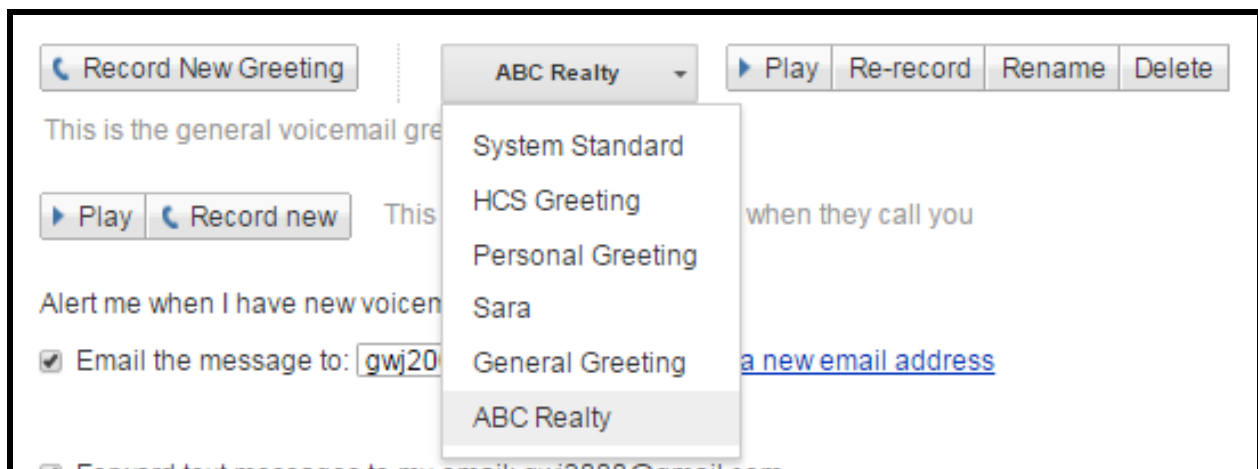 Record New Greeting
ABC Realty
Play Re-record Rename Delete
This is the general voicemail gre
System Standard
HCS Greeting
Personal Greeting
Sara
General Greeting
ABC Realty
Play Record new This when they call you
Alert me when I have new voicem
Email the message to: gwj20 a new email address